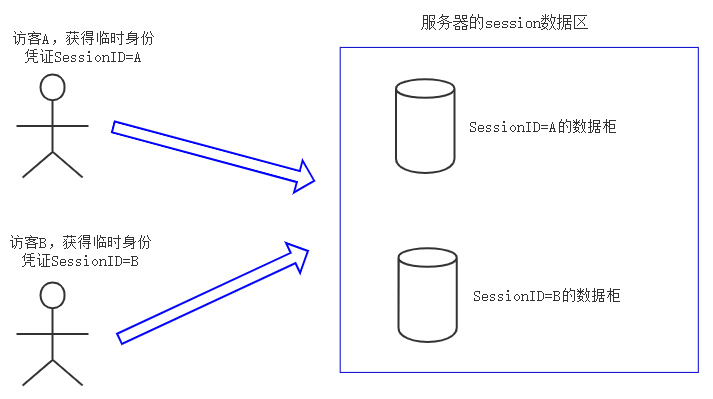 服务器的session数据区
访客A，获得临时身份
凭证SessionID=A
SessionID=A的数据柜
访客B，获得临时身份
凭证SessionID=B
SessionID=B的数据柜